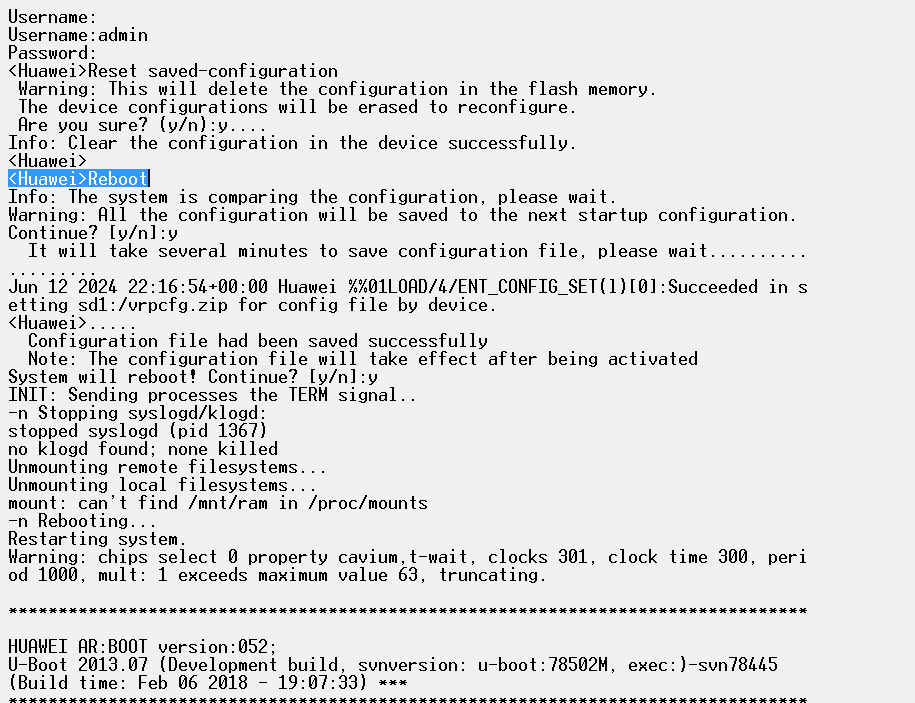 Username:
Username:admin
Password:
<Huawei>Reset saved-configuration
Warning: This will delete the configuration in the flash memory.
The device configurations will be erased to reconfigure.
Are you sure? (y/n):y....
Info: Clear the configuration in the device successfully.
<Huawei>
<Huawei>Reboot
Info: The system is comparing the configuration, please wait.
Warning: All the configuration will be saved to the next startup configuration.
Continue? [y/n]:y
It will take several minutes to save configuration file, please wait..........
.........
Jun 12 2024 22:16:54+00:00 Huawei %%01LOAD/4/ENT_CONFIG_SET(l)[0]:Succeeded in s
etting sd1:/vrpcfg.zip for config file by device.
<Huawei>.....
Configuration file had been saved successfully
Note: The configuration file will take effect after being activated
System will reboot! Continue? [y/n]:y
INIT: Sending processes the TERM signal..
-n Stopping syslogd/klogd:
stopped syslogd (pid 1367)
no klogd found; none killed
Unmounting remote filesystems...
Unmounting local filesystems...
mount: can't find /mnt/ram in /proc/mounts
-n Rebooting...
Restarting system.
Warning: chips select 0 property cavium,t-wait, clocks 301, clock time 300, peri
od 1000, mult: 1 exceeds maximum value 63, truncating.
********************************************************************************
HUAWEI AR:BOOT version:052;
U-Boot 2013.07 (Development build, svnversion: u-boot:78502M, exec:)-svn78445
(Build time: Feb 06 2018 - 19:07:33) ***
********************************************************************************